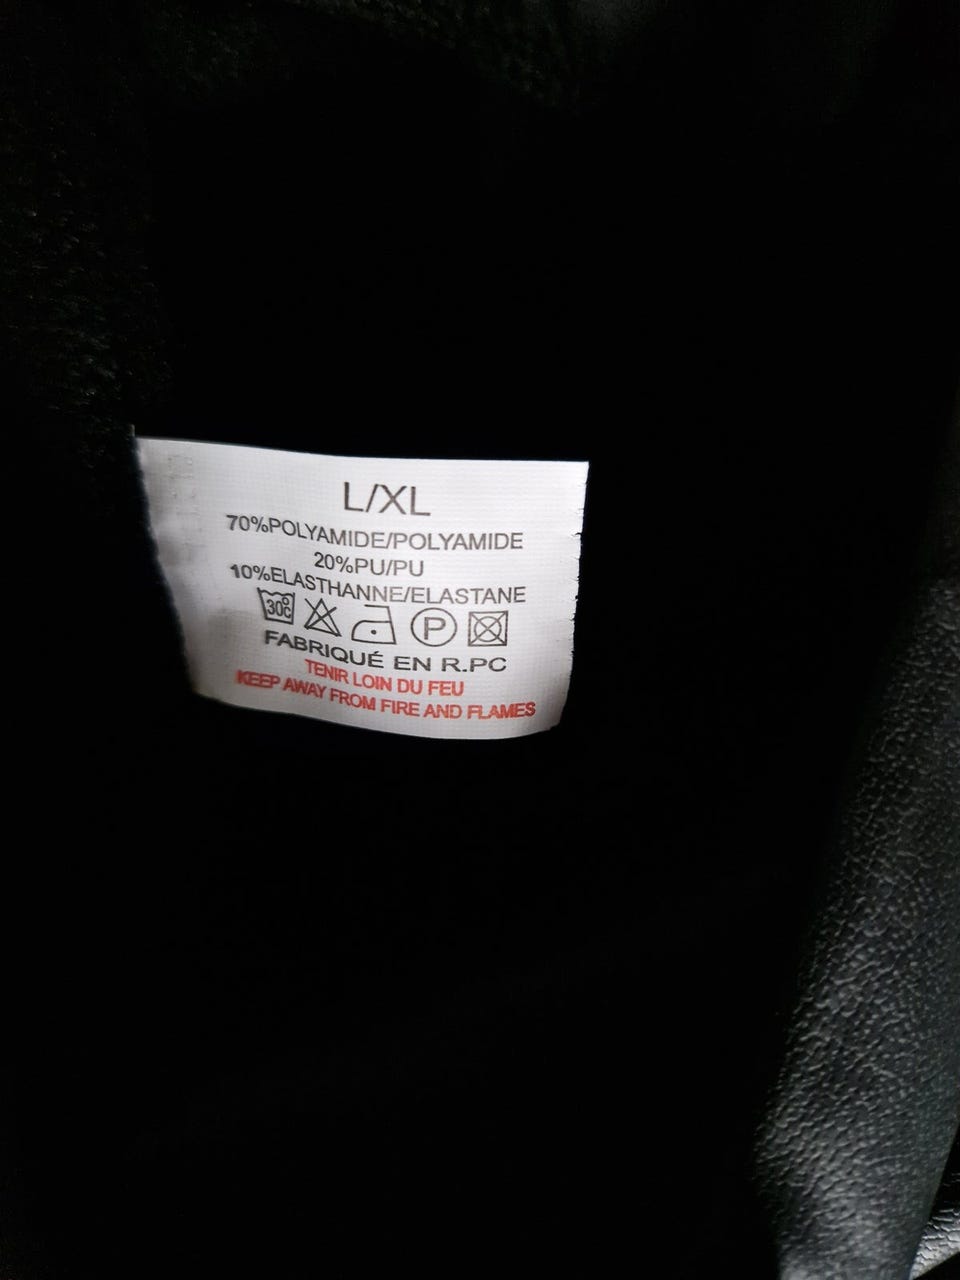 L/XL
70%POLYAMIDE/POLYAMIDE
20%PU/PU
10%ELASTHANNE/ELASTANE
30C P
FABRIQUÉ EN R.PC
TENIR LOIN DU FEU
KEEP AWAY FROM FIRE AND FLAMES